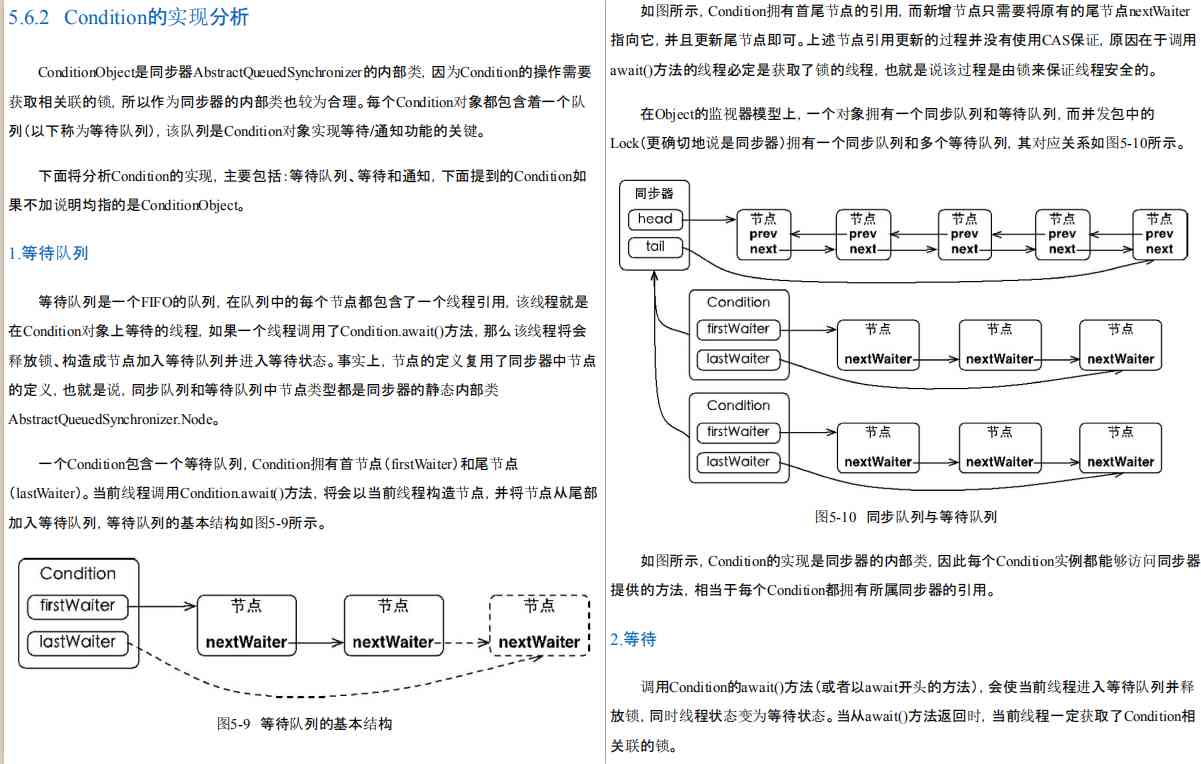 5.6.2 Condition的实现分析
ConditionObject是同步器AbstractQueuedSynchronizer的内部类，因为Condition的操作需要
获取相关联的锁，所以作为同步器的内部类也较为合理。每个Condition对象都包含着一个队
列（以下称为等待队列），该队列是Condition对象实现等待/通知功能的关键。
下面将分析Condition的实现，主要包括：等待队列、等待和通知，下面提到的Condition如
果不加说明均指的是ConditionObject。
1.等待队列
等待队列是一个FIFO的队列，在队列中的每个节点都包含了一个线程引用，该线程就是
在Condition对象上等待的线程，如果一个线程调用了Condition.await()方法，那么该线程将会
释放锁、构造成节点加入等待队列并进入等待状态。事实上，节点的定义复用了同步器中节点
的定义，也就是说，同步队列和等待队列中节点类型都是同步器的静态内部类
AbstractQueuedSynchronizer.Node。
一个Condition包含一个等待队列，Condition拥有首节点（firstWaiter）和尾节点
（lastWaiter）。当前线程调用Condition.await()方法，将会以当前线程构造节点，并将节点从尾部
加入等待队列，等待队列的基本结构如图5-9所示。
Condition
firstWaiter
lastWaiter
节点
nextWaiter
节点
nextWaiter
节点
nextWaiter
图5-9 等待队列的基本结构
如图所示，Condition拥有首尾节点的引用，而新增节点只需要将原有的尾节点nextWaiter
指向它，并且更新尾节点即可。上述节点引用更新的过程并没有使用CAS保证，原因在于调用
await()方法的线程必定是获取了锁的线程，也就是说该过程是由锁来保证线程安全的。
在Object的监视器模型上，一个对象拥有一个同步队列和等待队列，而并发包中的
Lock（更确切地说是同步器）拥有一个同步队列和多个等待队列，其对应关系如图5-10所示。
同步器
head
tail
节点
prev
next
节点
prev
next
节点
prev
next
节点
prev
next
节点
prev
next
Condition
firstWaiter
lastWaiter
节点
nextWaiter
节点
nextWaiter
节点
nextWaiter
Condition
firstWaiter
lastWaiter
节点
nextWaiter
节点
nextWaiter
节点
nextWaiter
图5-10 同步队列与等待队列
如图所示，Condition的实现是同步器的内部类，因此每个Condition实例都能够访问同步器
提供的方法，相当于每个Condition都拥有所属同步器的引用。
2.等待
调用Condition的await()方法（或者以await开头的方法），会使当前线程进入等待队列并释
放锁，同时线程状态变为等待状态。当从await()方法返回时，当前线程一定获取了Condition相
关联的锁。